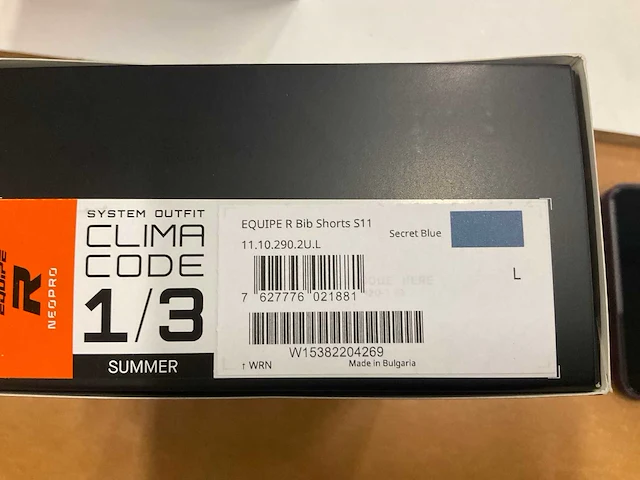 EQUIPE
R
NEOPRO
SYSTEM OUTFIT
CLIMA
CODE
1/3
SUMMER
EQUIPE R Bib Shorts S11
11.10.290.2U.L
Secret Blue
L
7 627776 021881
W15382204269
↑ WRN
Made in Bulgaria